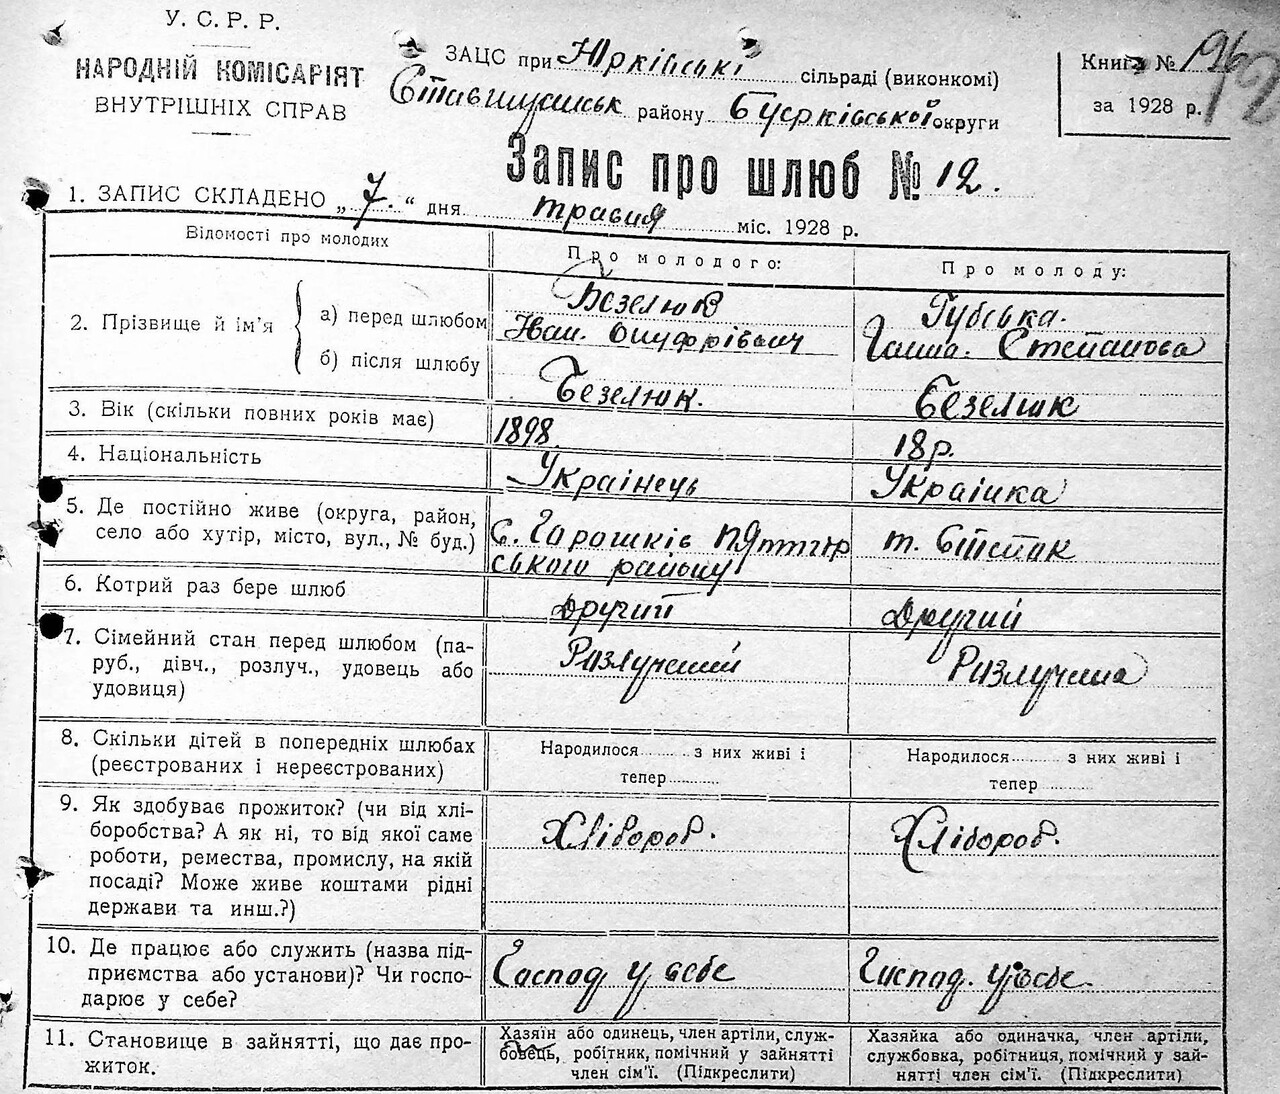 У. С. Р. Р.
НАРОДНІЙ КОМІСАРІЯТ
ВНУТРІШНІХ СПРАВ
ЗАЦС при Юрківські сільраді (виконкомі)
району округи
Книга №
за 1928 р.
Запис про шлюб № 12.
1. ЗАПИС СКЛАДЕНО „ 7. " дня травня міс. 1928 р.
Відомості про молодих
Про молодого:
Про молоду:
2. Прізвище й ім'я
а) перед шлюбом
Безелюк
Іван. Онуфрієвич
Губська.
Ганна. Степанова
б) після шлюбу
Безелюк.
Безелюк
3. Вік (скільки повних років має)
1898
18р.
4. Національність
Українець
Українка
5. Де постійно живе (округа, район,
село або хутір, місто, вул., № буд.)
ського району
6. Котрий раз бере шлюб
другий
Другий
7. Сімейний стан перед шлюбом (па-
руб., дівч., розлуч., удовець або
удовиця)
Разлучений
Разлучена
8. Скільки дітей в попередніх шлюбах
(реєстрованих і нереєстрованих)
Народилося з них живі і
тепер
Народилося з них живі і
тепер
9. Як здобуває прожиток? (чи від хлі-
боробства? А як ні, то від якої саме
роботи, ремества, промислу, на якій
посаді? Може живе коштами рідні
держави та инш.?)
Хлібороб.
Хлібороб.
10. Де працює або служить (назва під-
приємства або установи)? Чи госпо-
дарює у себе?
Господ у себе
Господ. у себе.
11. Становище в зайнятті, що дає про-
житок.
Хазяїн або одинець, член артіли, служ-
бовець, робітник, помічний у зайнятті
член сім'ї. (Підкреслити)
Хазяйка або одиначка, член артіли,
службовка, робітниця, помічний у зай-
нятті член сім'ї. (Підкреслити)